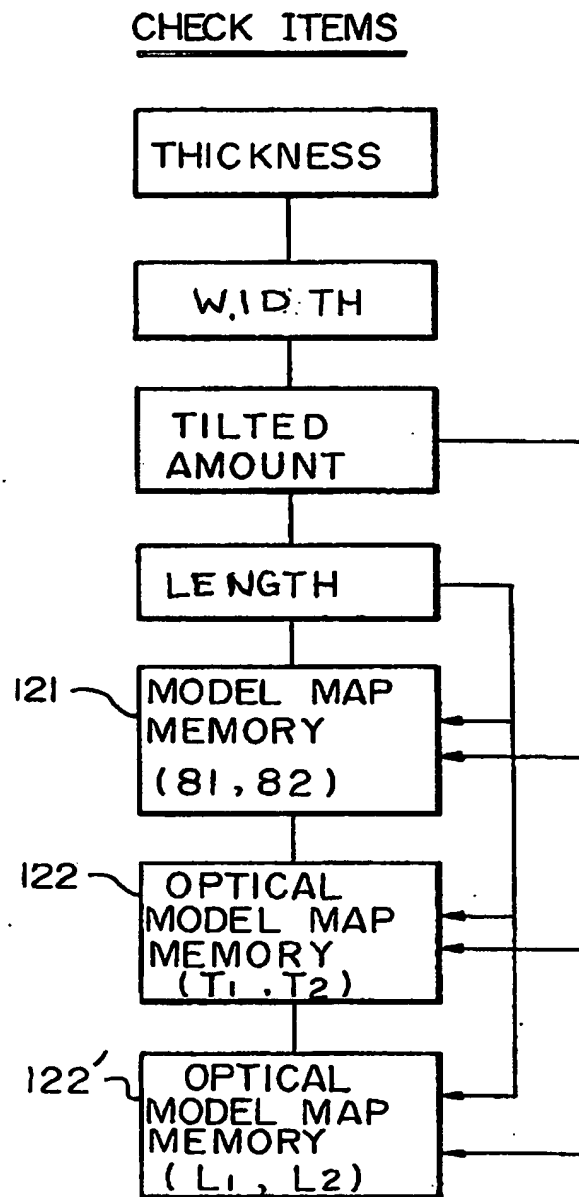 CHECK ITEMS
THICKNESS
WIDTH
TILTED
AMOUNT
LENGTH
121
MODEL MAP
MEMORY
(81, 82)
122
OPTICAL
MODEL MAP
MEMORY
(T1, T2)
122'
OPTICAL
MODEL MAP
MEMORY
(L1, L2)